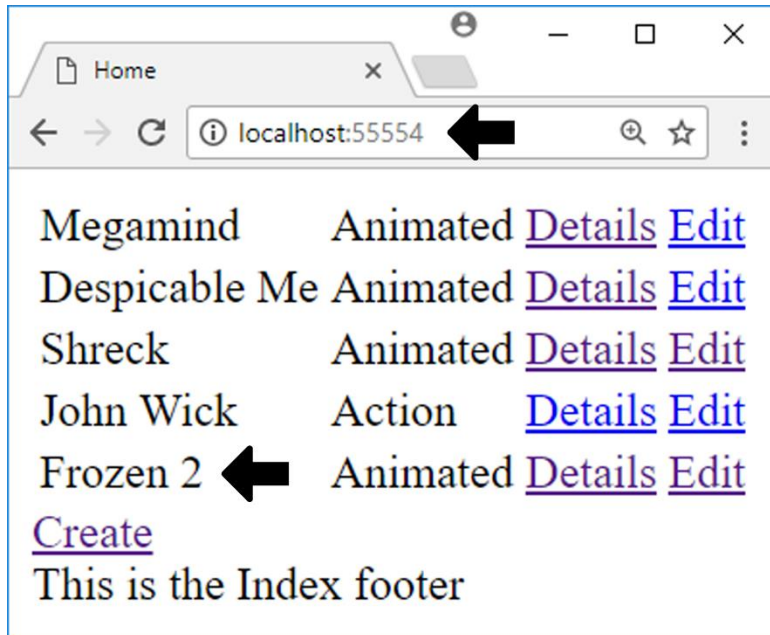 Home
localhost:55554
Megamind Animated Details Edit
Despicable Me Animated Details Edit
Shreck Animated Details Edit
John Wick Action Details Edit
Frozen 2 Animated Details Edit
Create
This is the Index footer